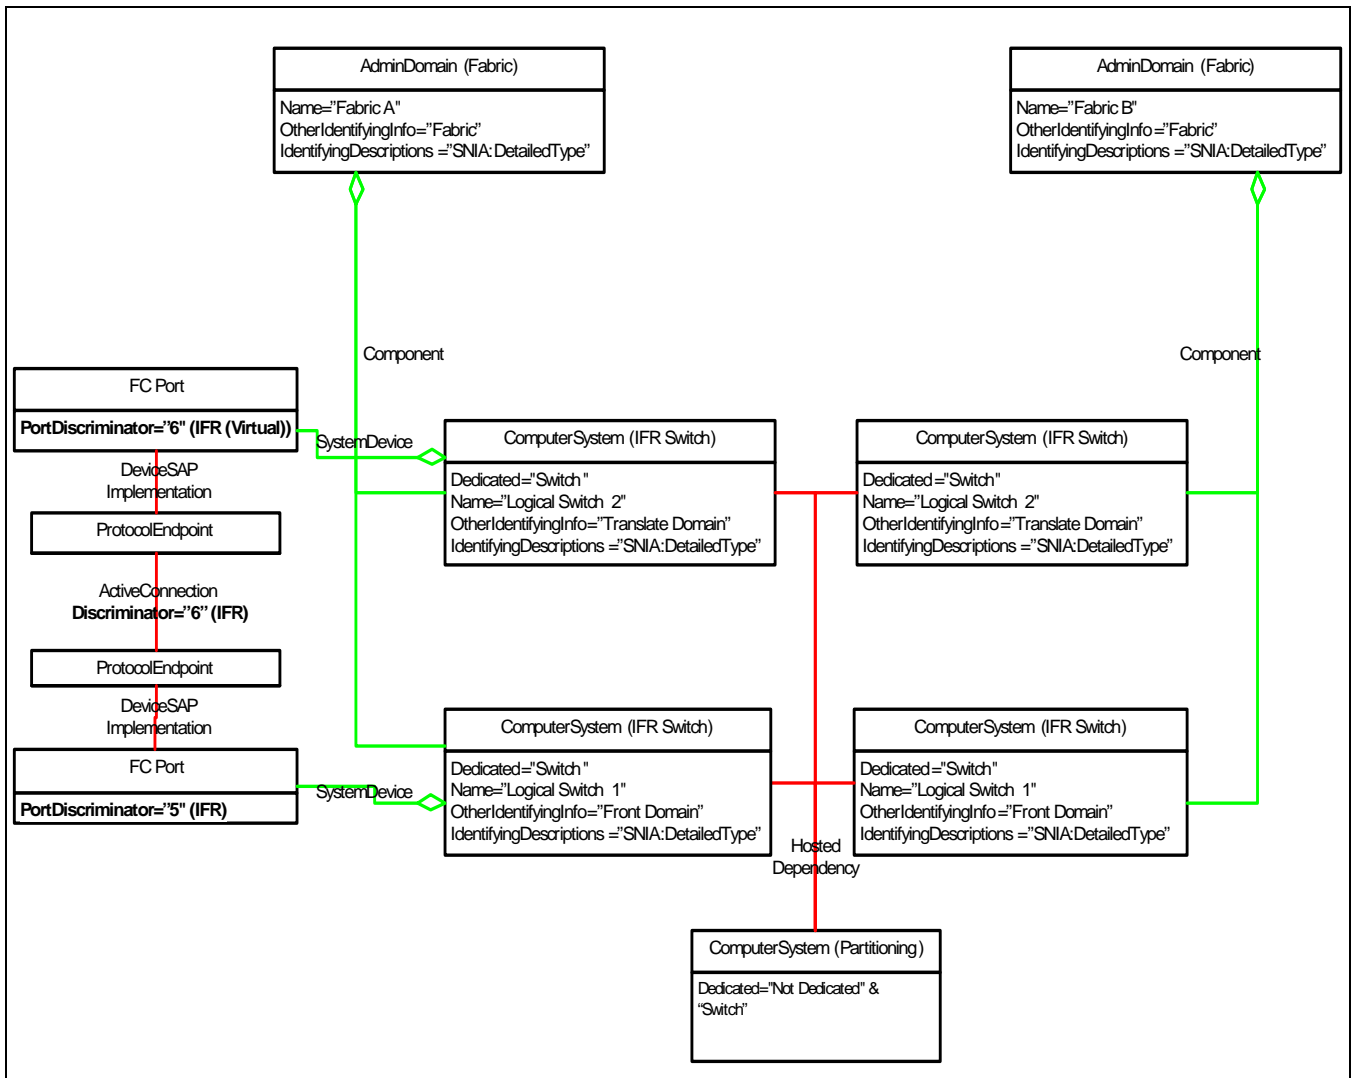 AdminDomain (Fabric)
Name=”Fabric A"
OtherIdentifyingInfo=”Fabric”
IdentifyingDescriptions =”SNIA:DetailedType”
AdminDomain (Fabric)
Name=”Fabric B"
OtherIdentifyingInfo=”Fabric”
IdentifyingDescriptions =”SNIA:DetailedType”
Component
Component
FC Port
PortDiscriminator=”6" (IFR (Virtual))
SystemDevice
DeviceSAP
Implementation
ProtocolEndpoint
ActiveConnection
Discriminator=”6” (IFR)
ProtocolEndpoint
DeviceSAP
Implementation
FC Port
PortDiscriminator=”5" (IFR)
SystemDevice
ComputerSystem (IFR Switch)
Dedicated="Switch"
Name=”Logical Switch 2"
OtherIdentifyingInfo=”Translate Domain”
IdentifyingDescriptions =”SNIA:DetailedType”
ComputerSystem (IFR Switch)
Dedicated="Switch"
Name=”Logical Switch 2"
OtherIdentifyingInfo=”Translate Domain”
IdentifyingDescriptions =”SNIA:DetailedType”
ComputerSystem (IFR Switch)
Dedicated="Switch"
Name=”Logical Switch 1"
OtherIdentifyingInfo=”Front Domain”
IdentifyingDescriptions =”SNIA:DetailedType”
ComputerSystem (IFR Switch)
Dedicated="Switch"
Name=”Logical Switch 1"
OtherIdentifyingInfo=”Front Domain”
IdentifyingDescriptions =”SNIA:DetailedType”
Hosted
Dependency
ComputerSystem (Partitioning)
Dedicated="Not Dedicated" &
“Switch”